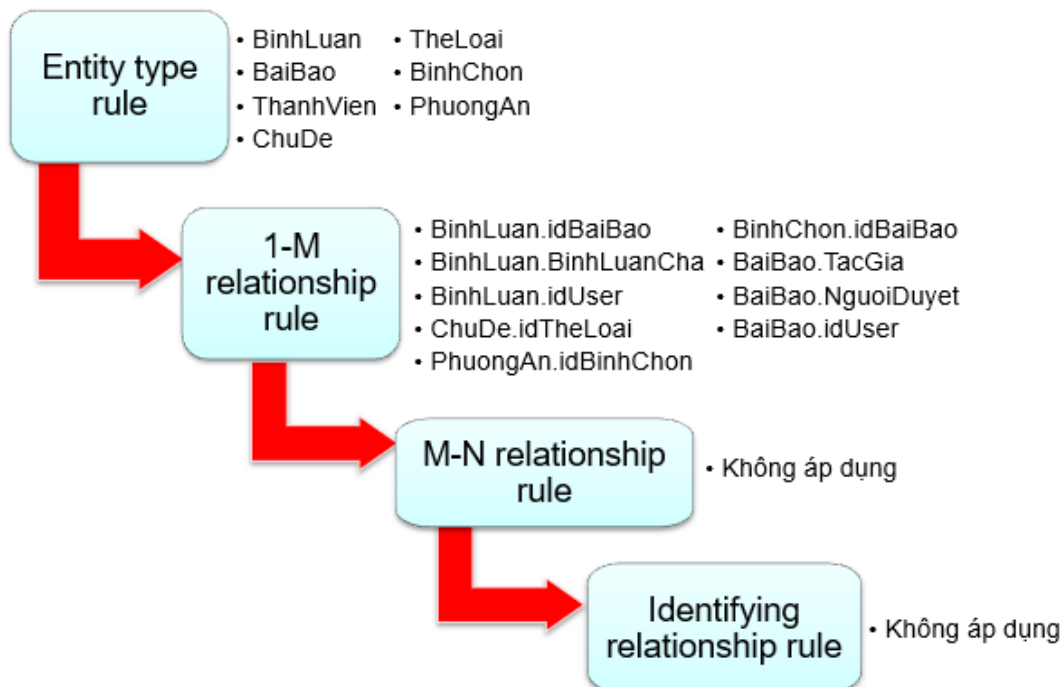 Entity type
rule
• BinhLuan
• BaiBao
• ThanhVien
• ChuDe
• TheLoai
• BinhChon
• PhuongAn
1-M
relationship
rule
• BinhLuan.idBaiBao
• BinhLuan.BinhLuanCha
• BinhLuan.idUser
• ChuDe.idTheLoai
• PhuongAn.idBinhChon
• BinhChon.idBaiBao
• BaiBao.TacGia
• BaiBao.NguoiDuyet
• BaiBao.idUser
M-N relationship
rule
• Không áp dụng
Identifying
relationship rule
• Không áp dụng